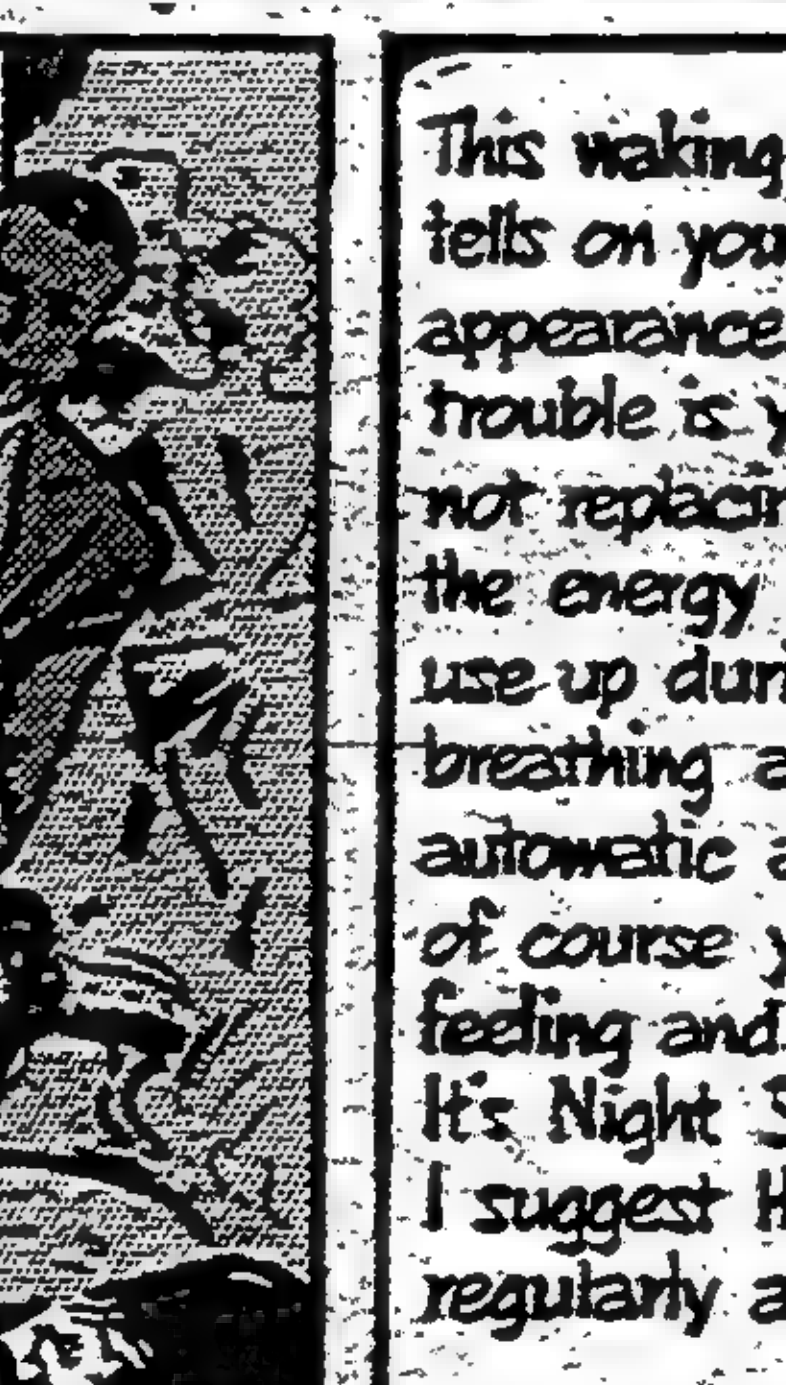 This waking
tells on you
appearance
trouble is y
not replacin
the energy
use up duri
breathing a
automatic a
of course y
feeling and
It's Night S
I suggest H
regularly a